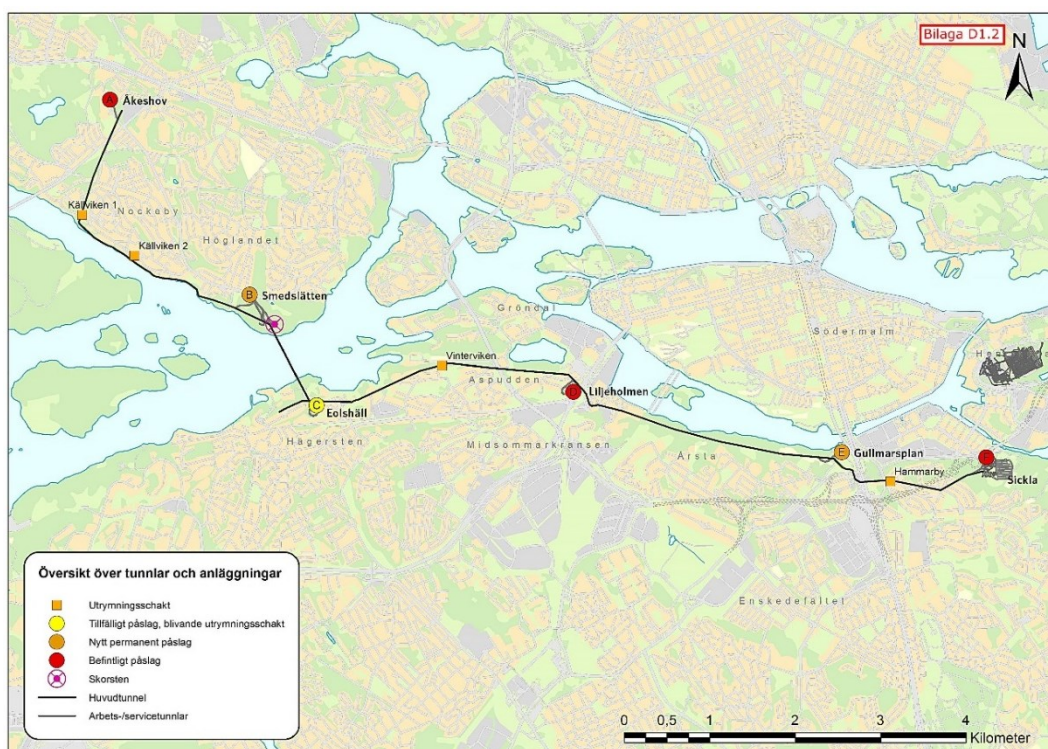 Bilaga D1.2
N
A
Åkeshov
Källviken 1
Nockeby
Källviken 2
Höglandet
B
Smedslätten
Gröndal
Södermalm
Vinterviken
Aspudden
D
Liljeholmen
C
Eolshäll
Hägersten
Midsommarkransen
Årsta
E
Gullmarsplan
Hammarby
Sickla
Enskedefältet
Översikt över tunnlar och anläggningar
Utrymningsschakt
Tillfälligt påslag, blivande utrymningsschakt
Nytt permanent påslag
Befintligt påslag
Skorsten
Huvudtunnel
Arbets-/servicetunnlar
0 0,5 1 2 3 4
Kilometer